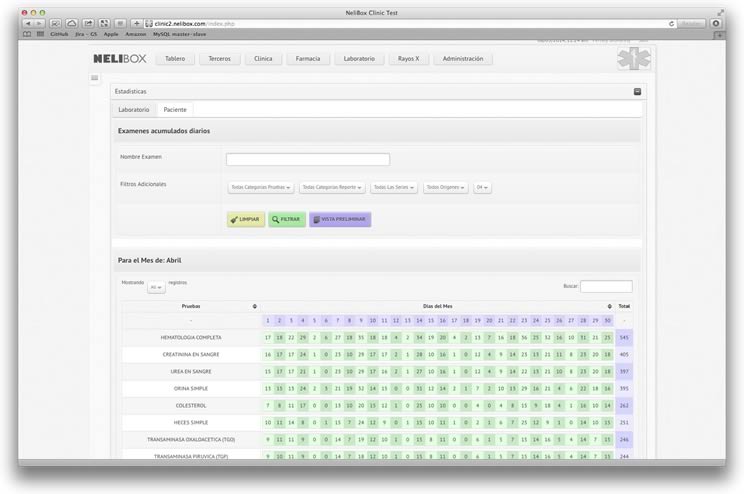 NeliBox Clinic Test
clinic2.nelibox.com/index.php
Reader
GitHub Jira - GS Apple Amazon MySQL master-slave
NELIBOX Tablero Terceros Clinica Farmacia Laboratorio Rayos X Administración
Estadisticas
Laboratorio Paciente
Examenes acumulados diarios
Nombre Examen
Filtros Adicionales Todas Categorias Pruebas Todas Categorias Reporte Todas Las Series Todos Origenes 04
LIMPIAR FILTRAR VISTA PRELIMINAR
Para el Mes de: Abril
Mostrando All registros Buscar:
Pruebas Dias del Mes Total
- 1 2 3 4 5 6 7 8 9 10 11 12 13 14 15 16 17 18 19 20 21 22 23 24 25 26 27 28 29 30 -
HEMATOLOGIA COMPLETA 17 18 22 29 2 6 27 18 35 18 18 4 2 34 19 20 4 2 13 7 16 18 36 25 32 16 10 31 21 25 545
CREATININA EN SANGRE 16 17 17 24 1 0 23 10 29 17 17 2 1 28 10 16 1 0 12 4 9 14 23 13 21 11 8 23 20 18 405
UREA EN SANGRE 15 17 17 21 1 0 23 10 29 17 16 2 1 27 10 16 1 0 12 4 9 14 22 13 21 10 8 23 20 18 397
ORINA SIMPLE 13 15 13 24 2 3 21 19 32 14 15 0 0 31 12 14 2 1 7 2 10 13 29 16 21 4 6 22 18 16 395
COLESTEROL 7 8 11 17 0 0 13 10 20 15 12 1 0 25 10 10 0 0 4 0 4 8 15 9 18 4 1 16 10 14 262
HECES SIMPLE 10 11 14 8 0 1 15 7 24 12 9 0 1 15 10 11 1 0 2 1 6 7 25 12 9 1 0 14 10 15 251
TRANSAMINASA OXALOACETICA (TGO) 9 11 11 9 0 0 14 7 19 12 10 1 0 15 8 11 0 0 6 1 5 7 15 14 16 5 4 14 7 15 246
TRANSAMINASA PIRUVICA (TGP) 9 10 11 9 0 0 14 7 18 12 10 1 0 15 8 11 0 0 6 1 5 7 15 14 16 5 4 14 7 15 244